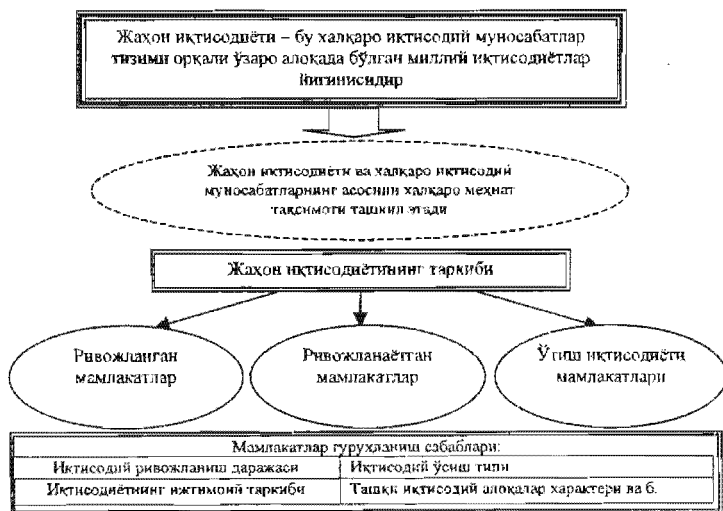 Жаҳон иқтисодиёти – бу халқаро иқтисодий муносабатлар
тизими орқали ўзаро алоқада бўлган миллий иқтисодиётлар
йиғиндисидир
Жаҳон иқтисодиёти ва халқаро иқтисодий
муносабатларнинг асосини халқаро меҳнат
тақсимоти ташкил этади
Жаҳон иқтисодиётининг таркиби
Ривожланган
мамлакатлар
Ривожланаётган
мамлакатлар
Ўтиш иқтисодиёти
мамлакатлари
Мамлакатлар гуруҳланиш сабаблари:
Иқтисодий ривожланиш даражаси
Иқтисодий ўсиш типи
Иқтисодиётнинг ижтимоий таркиби
Ташқи иқтисодий алоқалар характери ва б.